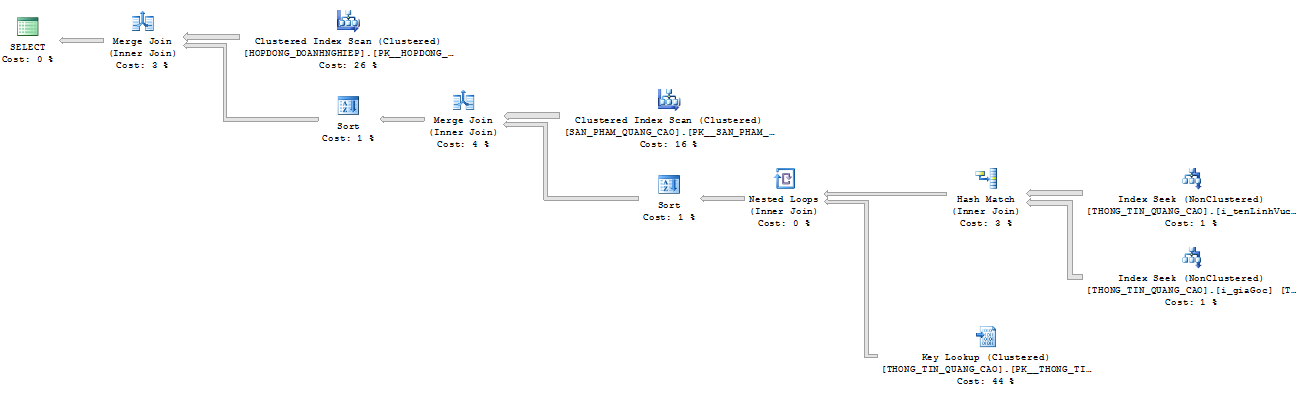 SELECT
Cost: 0 %
Merge Join
(Inner Join)
Cost: 3 %
Clustered Index Scan (Clustered)
[HOPDONG_DOANHNGHIEP].[PK__HOPDONG_…
Cost: 26 %
Sort
Cost: 1 %
Merge Join
(Inner Join)
Cost: 4 %
Clustered Index Scan (Clustered)
[SAN_PHAM_QUANG_CAO].[PK__SAN_PHAM_…
Cost: 16 %
Sort
Cost: 1 %
Nested Loops
(Inner Join)
Cost: 0 %
Hash Match
(Inner Join)
Cost: 3 %
Index Seek (NonClustered)
[THONG_TIN_QUANG_CAO].[i_tenLinhVuc…
Cost: 1 %
Index Seek (NonClustered)
[THONG_TIN_QUANG_CAO].[i_giaGoc] [T…
Cost: 1 %
Key Lookup (Clustered)
[THONG_TIN_QUANG_CAO].[PK__THONG_TI…
Cost: 44 %